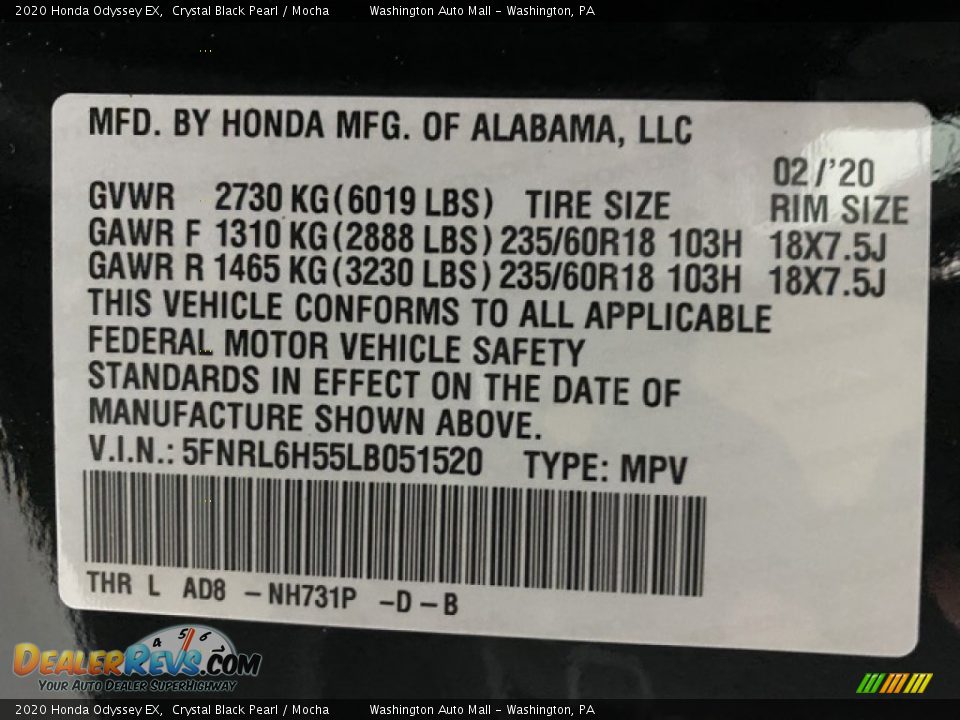 2020 Honda Odyssey EX, Crystal Black Pearl / Mocha Washington Auto Mall - Washington, PA
MFD. BY HONDA MFG. OF ALABAMA, LLC
02/'20
GVWR 2730 KG(6019 LBS) TIRE SIZE RIM SIZE
GAWR F 1310 KG(2888 LBS) 235/60R18 103H 18X7.5J
GAWR R 1465 KG(3230 LBS) 235/60R18 103H 18X7.5J
THIS VEHICLE CONFORMS TO ALL APPLICABLE
FEDERAL MOTOR VEHICLE SAFETY
STANDARDS IN EFFECT ON THE DATE OF
MANUFACTURE SHOWN ABOVE.
V.I.N.: 5FNRL6H55LB051520 TYPE: MPV
THR L AD8 -NH731P -D-B
4 5 6
DEALERREVS.COM
YOUR AUTO DEALER SUPERHIGHWAY
2020 Honda Odyssey EX, Crystal Black Pearl / Mocha Washington Auto Mall - Washington, PA